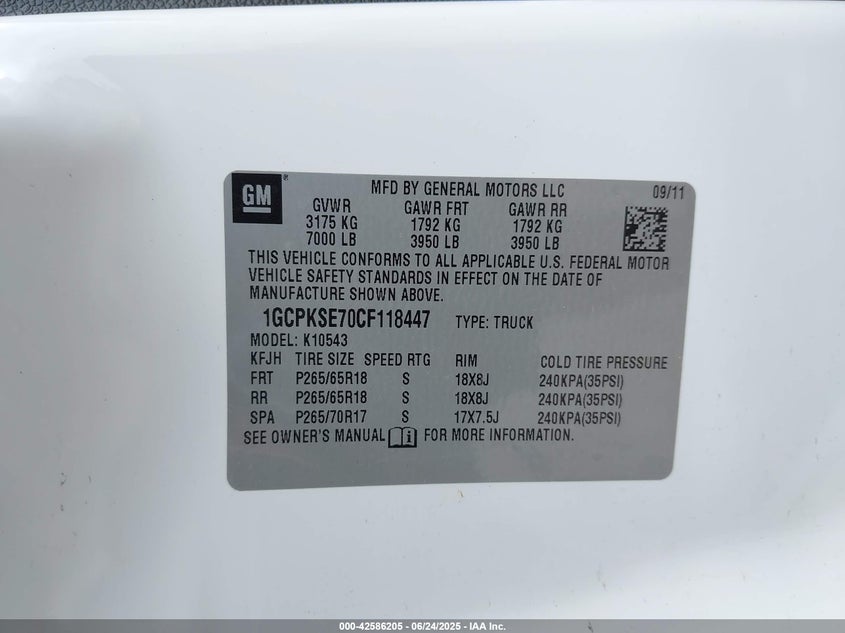 GM
MFD BY GENERAL MOTORS LLC 09/11
GVWR GAWR FRT GAWR RR
3175 KG 1792 KG 1792 KG
7000 LB 3950 LB 3950 LB
THIS VEHICLE CONFORMS TO ALL APPLICABLE U.S. FEDERAL MOTOR
VEHICLE SAFETY STANDARDS IN EFFECT ON THE DATE OF
MANUFACTURE SHOWN ABOVE.
1GCPKSE70CF118447 TYPE: TRUCK
MODEL: K10543
KFJH TIRE SIZE SPEED RTG RIM COLD TIRE PRESSURE
FRT P265/65R18 S 18X8J 240KPA(35PSI)
RR P265/65R18 S 18X8J 240KPA(35PSI)
SPA P265/70R17 S 17X7.5J 240KPA(35PSI)
SEE OWNER'S MANUAL FOR MORE INFORMATION.
000-42586205 - 06/24/2025 - IAA Inc.